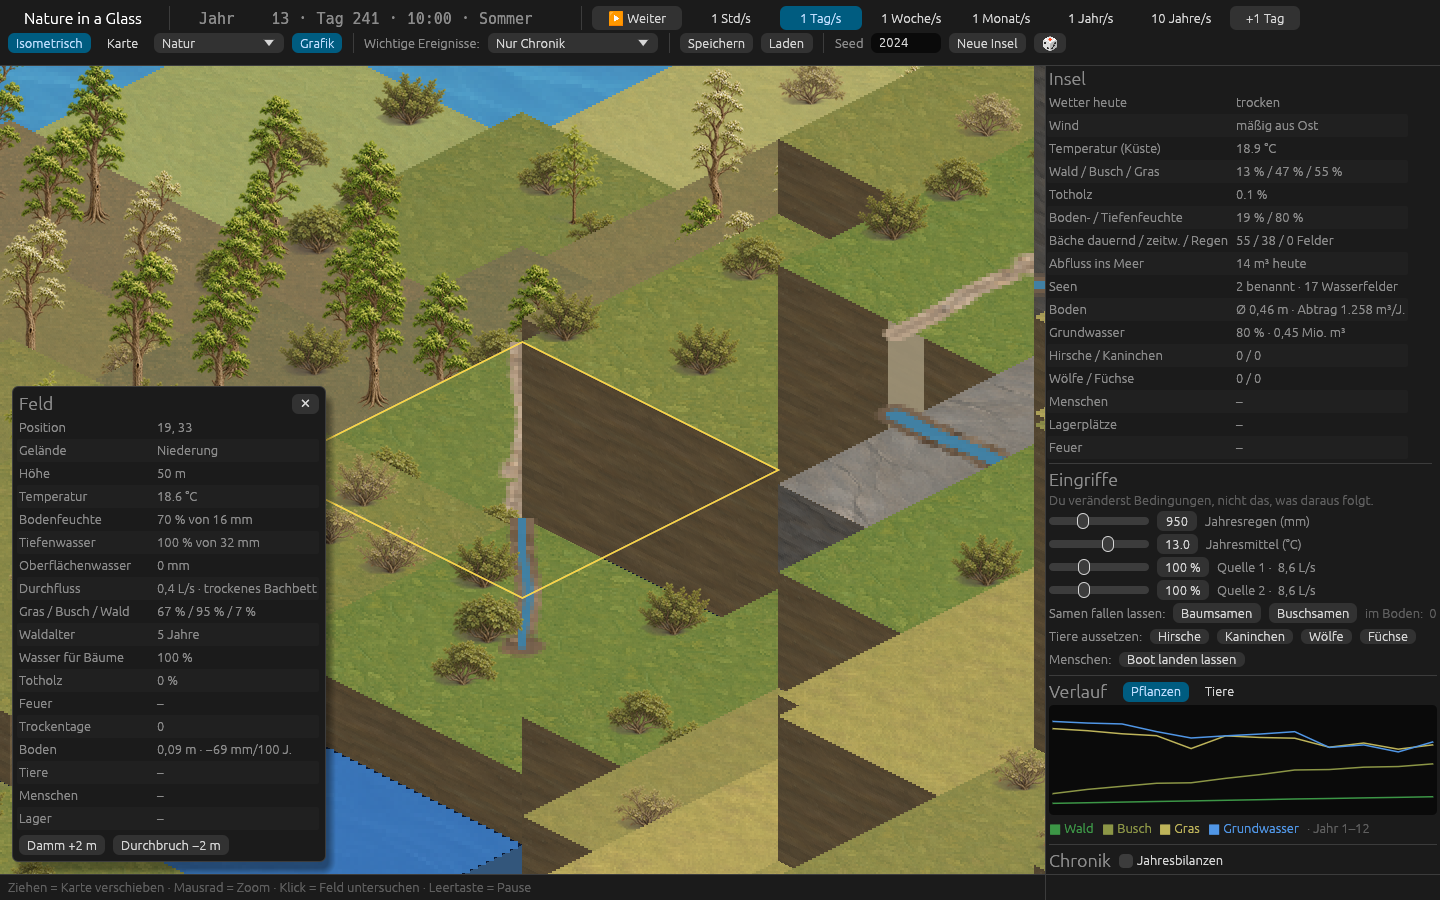 Nature in a Glass
Jahr 13 · Tag 241 · 10:00 · Sommer
Weiter
1 Std/s
1 Tag/s
1 Woche/s
1 Monat/s
1 Jahr/s
10 Jahre/s
+1 Tag
Isometrisch
Karte
Natur
Grafik
Wichtige Ereignisse:
Nur Chronik
Speichern
Laden
Seed
2024
Neue Insel
Insel
Wetter heute trocken
Wind mäßig aus Ost
Temperatur (Küste) 18.9 °C
Wald / Busch / Gras 13 % / 47 % / 55 %
Totholz 0.1 %
Boden- / Tiefenfeuchte 19 % / 80 %
Bäche dauernd / zeitw. / Regen 55 / 38 / 0 Felder
Abfluss ins Meer 14 m³ heute
Seen 2 benannt · 17 Wasserfelder
Boden Ø 0,46 m · Abtrag 1.258 m³/J.
Grundwasser 80 % · 0,45 Mio. m³
Hirsche / Kaninchen 0 / 0
Wölfe / Füchse 0 / 0
Menschen –
Lagerplätze –
Feuer –
Eingriffe
Du veränderst Bedingungen, nicht das, was daraus folgt.
950 Jahresregen (mm)
13.0 Jahresmittel (°C)
100 % Quelle 1 · 8,6 L/s
100 % Quelle 2 · 8,6 L/s
Samen fallen lassen: Baumsamen Buschsamen im Boden: 0
Tiere aussetzen: Hirsche Kaninchen Wölfe Füchse
Menschen: Boot landen lassen
Verlauf Pflanzen Tiere
Wald Busch Gras Grundwasser · Jahr 1–12
Chronik Jahresbilanzen
Feld ×
Position 19, 33
Gelände Niederung
Höhe 50 m
Temperatur 18.6 °C
Bodenfeuchte 70 % von 16 mm
Tiefenwasser 100 % von 32 mm
Oberflächenwasser 0 mm
Durchfluss 0,4 L/s · trockenes Bachbett
Gras / Busch / Wald 67 % / 95 % / 7 %
Waldalter 5 Jahre
Wasser für Bäume 100 %
Totholz 0 %
Feuer –
Trockentage 0
Boden 0,09 m · −69 mm/100 J.
Tiere –
Menschen –
Lager –
Damm +2 m Durchbruch −2 m
Ziehen = Karte verschieben · Mausrad = Zoom · Klick = Feld untersuchen · Leertaste = Pause